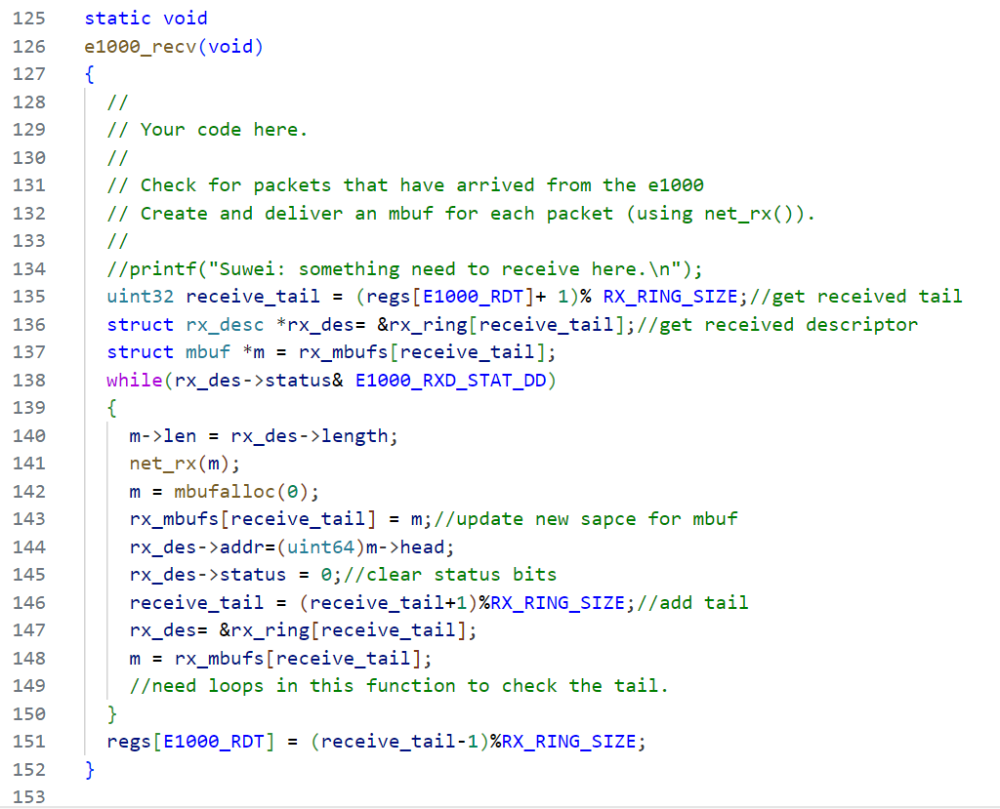 125 static void
126 e1000_recv(void)
127 {
128   //
129   // Your code here.
130   //
131   // Check for packets that have arrived from the e1000
132   // Create and deliver an mbuf for each packet (using net_rx()).
133   //
134   //printf("Suwei: something need to receive here.\n");
135   uint32 receive_tail = (regs[E1000_RDT]+ 1)% RX_RING_SIZE;//get received tail
136   struct rx_desc *rx_des= &rx_ring[receive_tail];//get received descriptor
137   struct mbuf *m = rx_mbufs[receive_tail];
138   while(rx_des->status& E1000_RXD_STAT_DD)
139   {
140     m->len = rx_des->length;
141     net_rx(m);
142     m = mbufalloc(0);
143     rx_mbufs[receive_tail] = m;//update new sapce for mbuf
144     rx_des->addr=(uint64)m->head;
145     rx_des->status = 0;//clear status bits
146     receive_tail = (receive_tail+1)%RX_RING_SIZE;//add tail
147     rx_des= &rx_ring[receive_tail];
148     m = rx_mbufs[receive_tail];
149     //need loops in this function to check the tail.
150   }
151   regs[E1000_RDT] = (receive_tail-1)%RX_RING_SIZE;
152 }
153